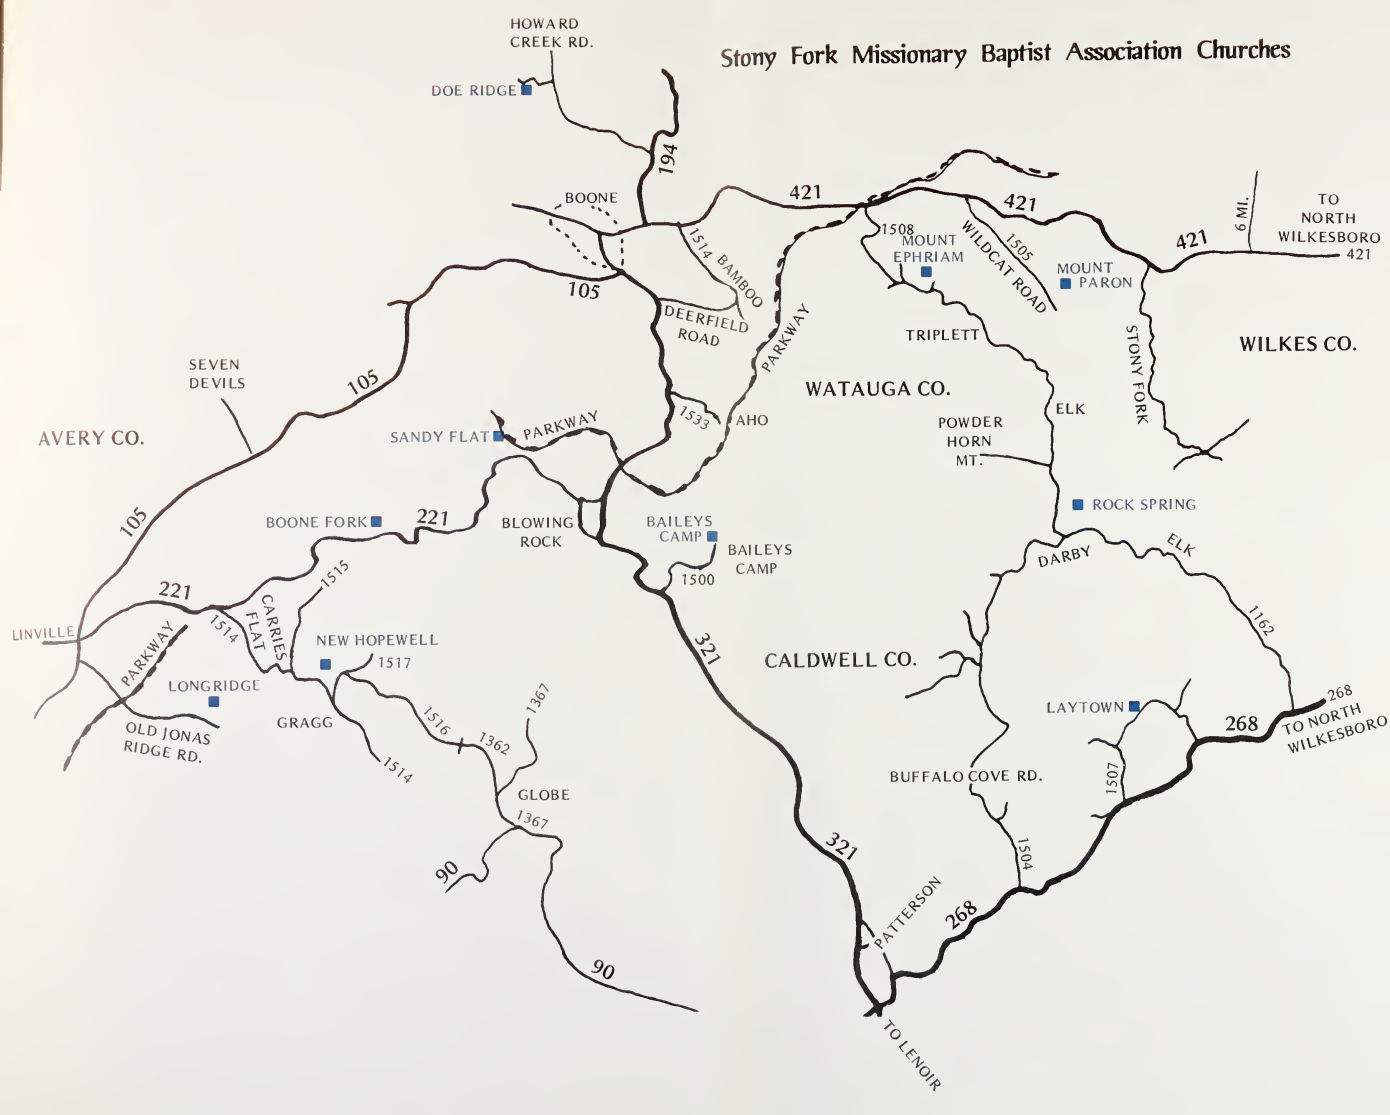 HOWARD
CREEK RD.
Stony Fork Missionary Baptist Association Churches
DOE RIDGE
194
BOONE
421
421
6 MI.
TO
NORTH
WILKESBORO
421
421
1508
MOUNT
EPHRIAM
WILDCAT ROAD
1505
MOUNT
PARON
1514
BAMBOO
105
DEERFIELD
ROAD
PARKWAY
TRIPLETT
STONY FORK
WILKES CO.
SEVEN
DEVILS
105
WATAUGA CO.
AVERY CO.
SANDY FLAT
PARKWAY
1533
AHO
ELK
POWDER
HORN
MT.
105
BOONE FORK
221
BLOWING
ROCK
BAILEYS
CAMP
BAILEYS
CAMP
1500
ROCK SPRING
DARBY
ELK
1162
221
1515
LINVILLE
PARKWAY
1514
CARRIES
FLAT
NEW HOPEWELL
1517
321
CALDWELL CO.
LONGRIDGE
GRAGG
OLD JONAS
RIDGE RD.
1516
1362
1367
1514
GLOBE
1367
90
90
LAYTOWN
268
268
TO NORTH
WILKESBORO
BUFFALO COVE RD.
1507
321
1504
PATTERSON
268
TO LENOIR